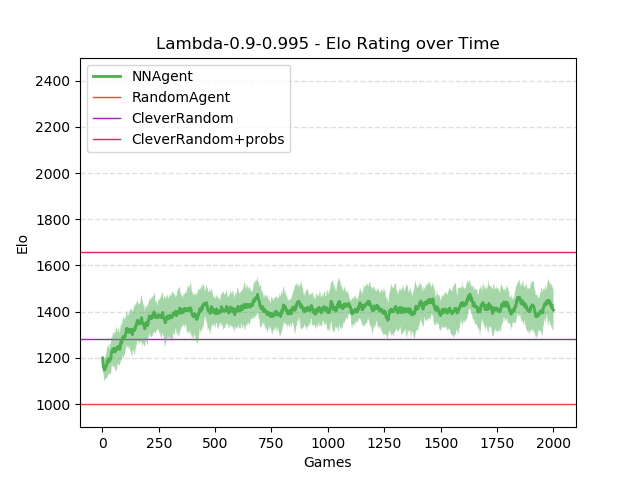 Lambda-0.9-0.995 - Elo Rating over Time
NNAgent
RandomAgent
CleverRandom
CleverRandom+probs
2400
2200
2000
1800
1600
1400
1200
1000
Elo
0 250 500 750 1000 1250 1500 1750 2000
Games